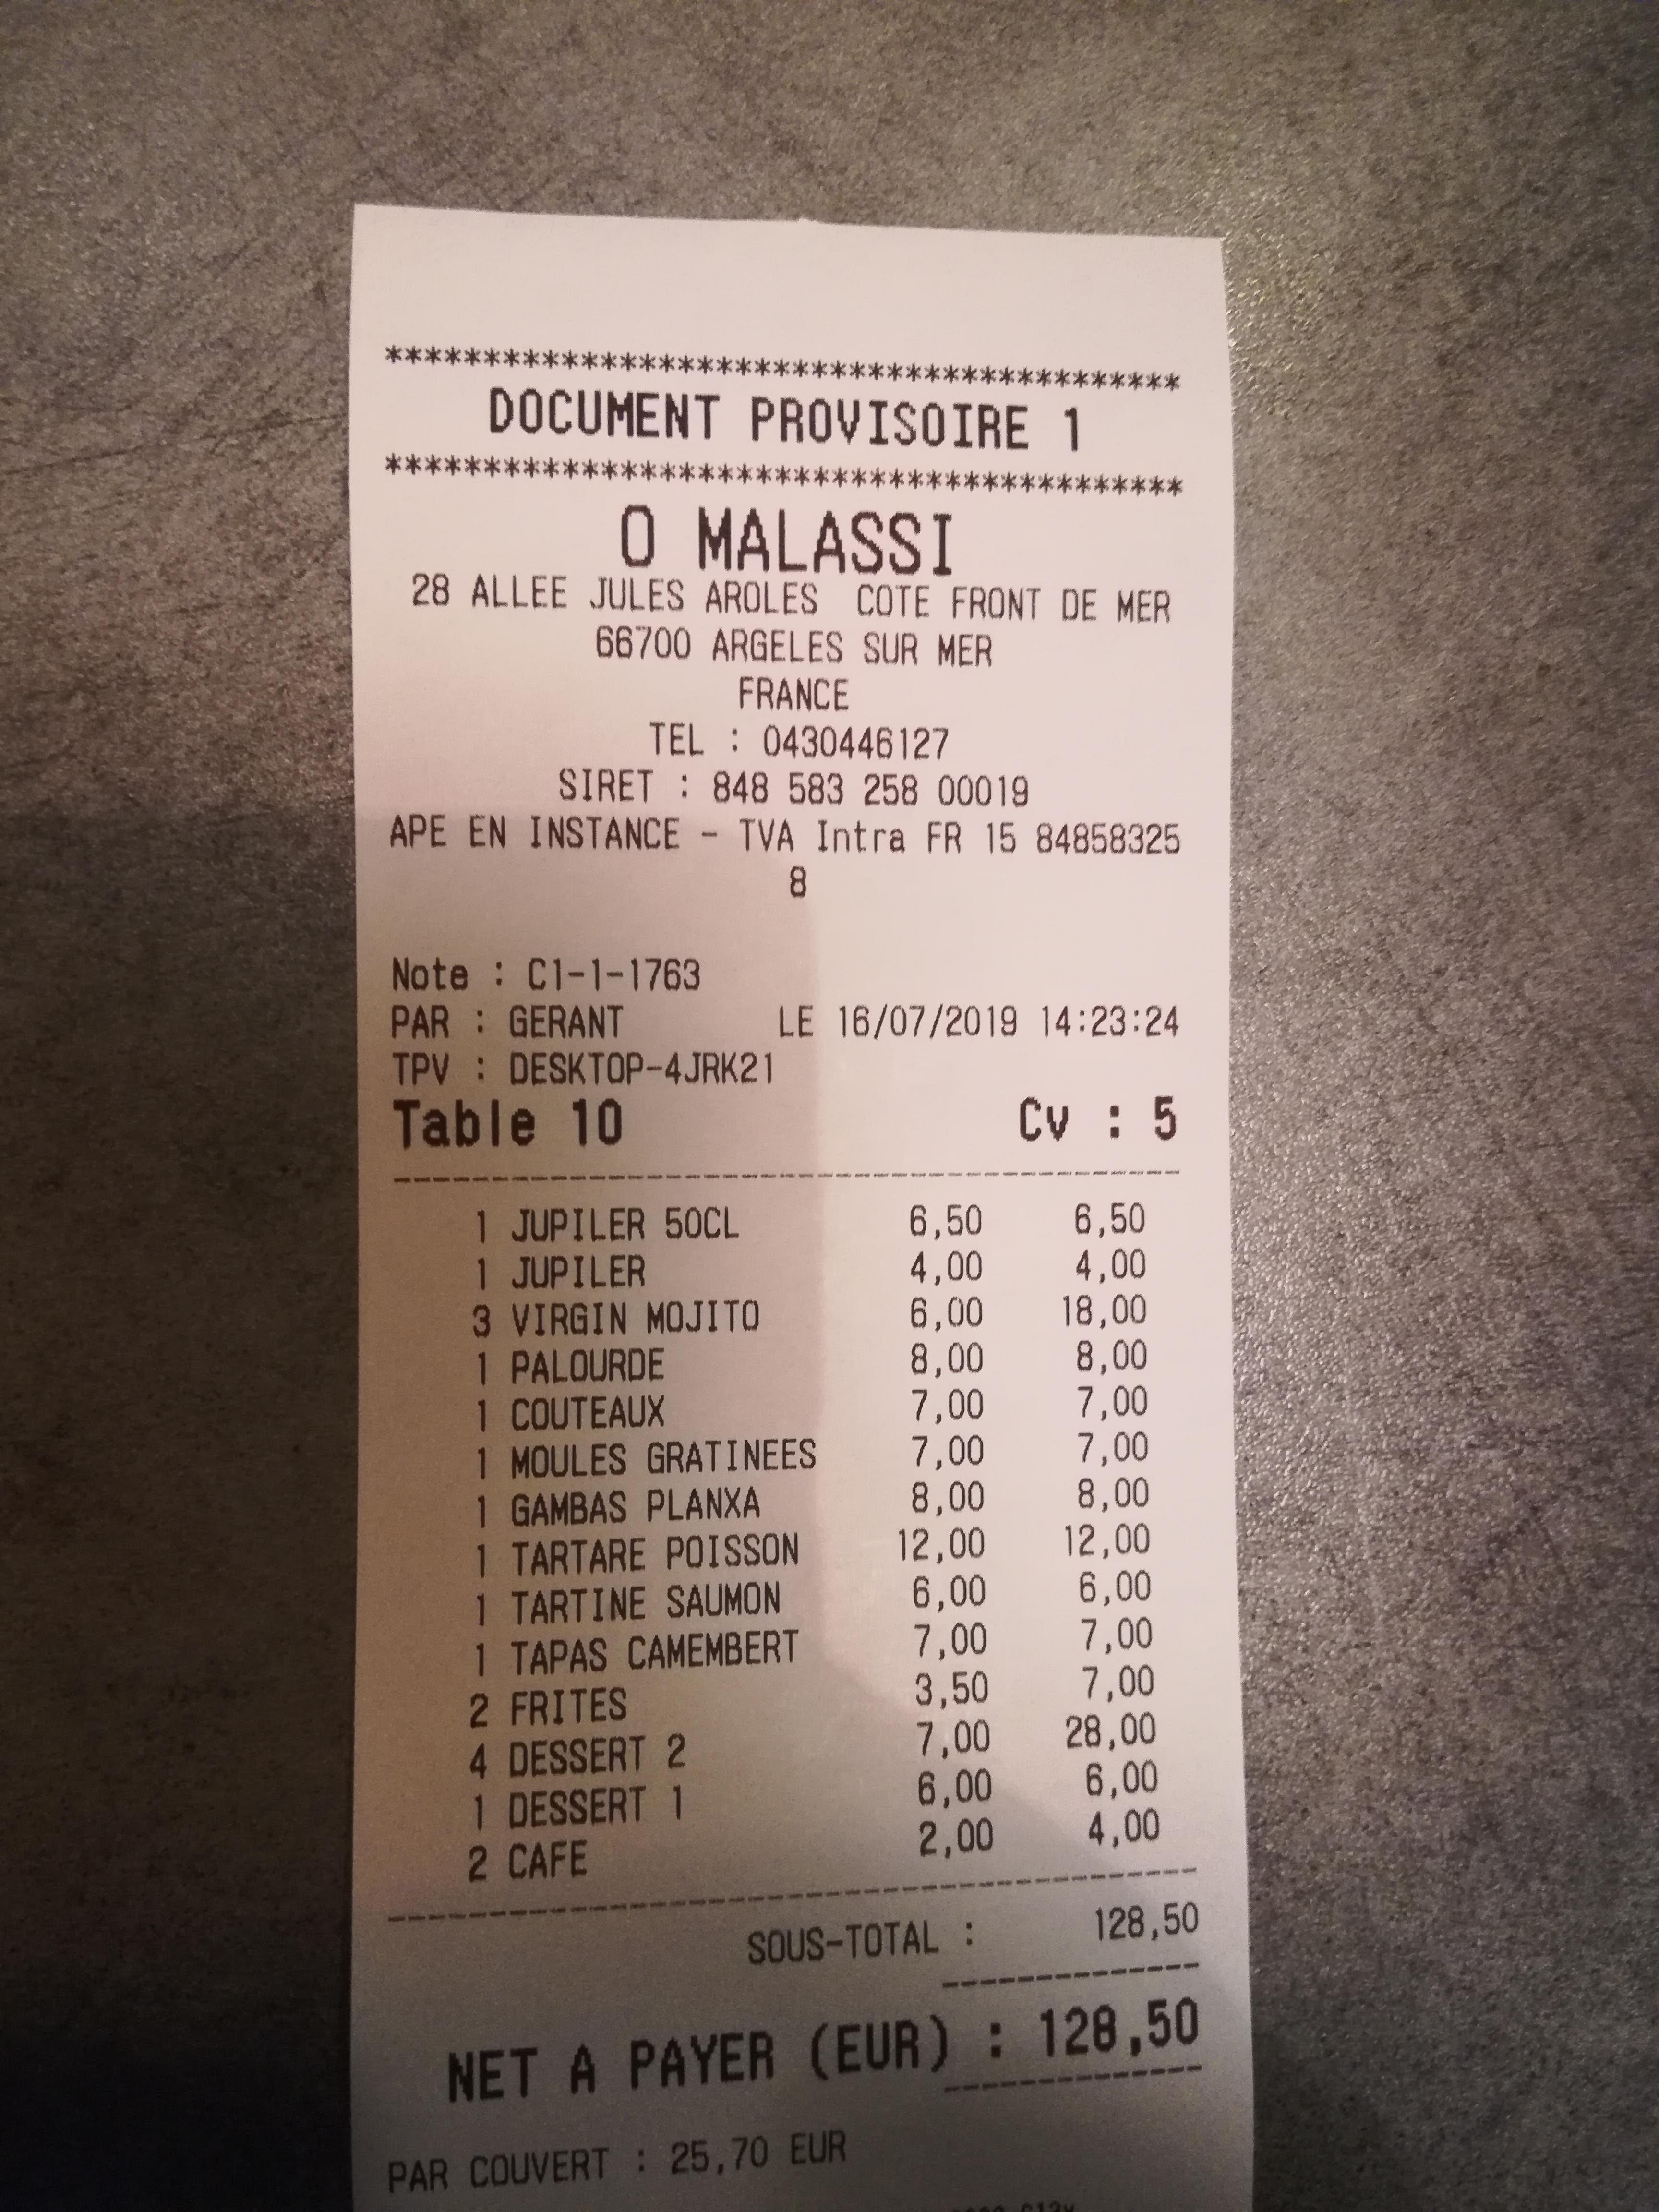 *****************************************
DOCUMENT PROVISOIRE 1
*****************************************
O MALASSI
28 ALLEE JULES AROLES  COTE FRONT DE MER
66700 ARGELES SUR MER
FRANCE
TEL : 0430446127
SIRET : 848 583 258 00019
APE EN INSTANCE - TVA Intra FR 15 84858325
8
Note : C1-1-1763
PAR : GERANT LE 16/07/2019 14:23:24
TPV : DESKTOP-4JRK21
Table 10 Cv : 5
1 JUPILER 50CL 6,50 6,50
1 JUPILER 4,00 4,00
3 VIRGIN MOJITO 6,00 18,00
1 PALOURDE 8,00 8,00
1 COUTEAUX 7,00 7,00
1 MOULES GRATINEES 7,00 7,00
1 GAMBAS PLANXA 8,00 8,00
1 TARTARE POISSON 12,00 12,00
1 TARTINE SAUMON 6,00 6,00
1 TAPAS CAMEMBERT 7,00 7,00
2 FRITES 3,50 7,00
4 DESSERT 2 7,00 28,00
1 DESSERT 1 6,00 6,00
2 CAFE 2,00 4,00
SOUS-TOTAL : 128,50
NET A PAYER (EUR) : 128,50
PAR COUVERT : 25,70 EUR